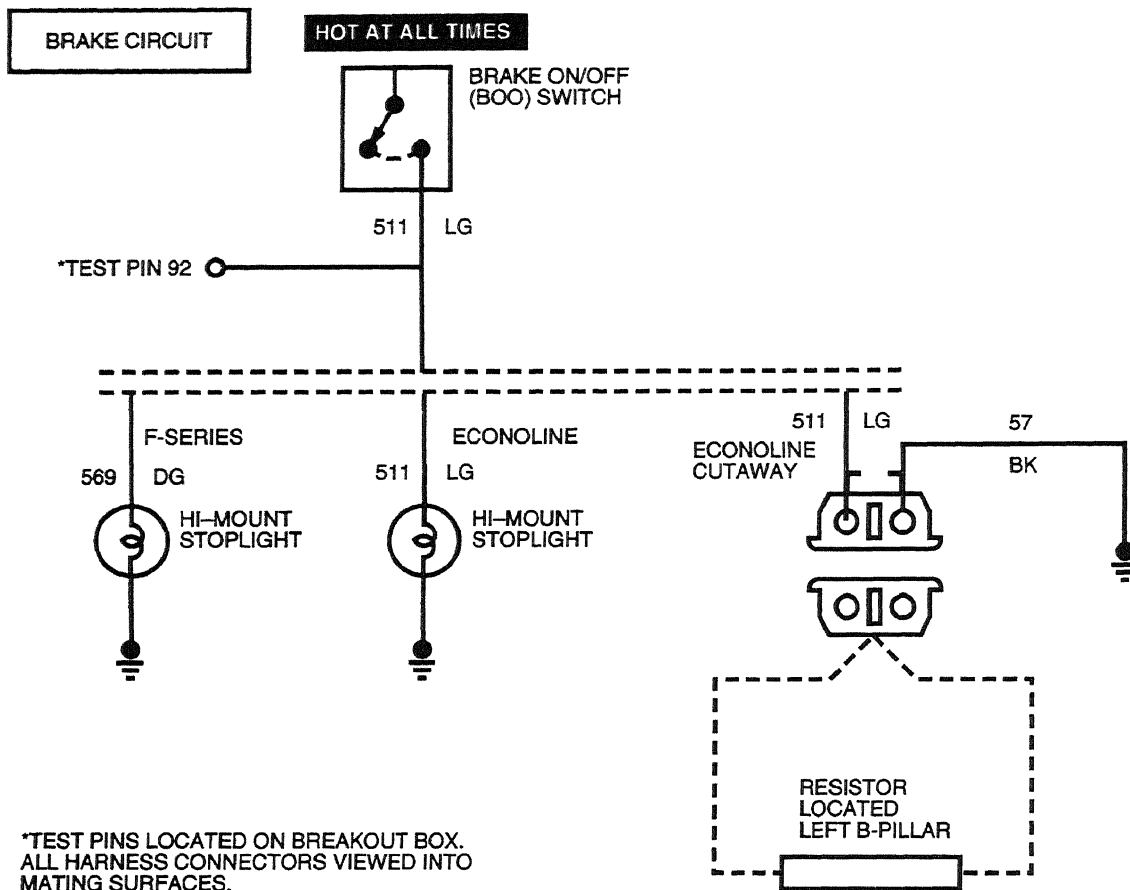 BRAKE CIRCUIT
HOT AT ALL TIMES
BRAKE ON/OFF
(BOO) SWITCH
511 LG
*TEST PIN 92
F-SERIES
569 DG
HI–MOUNT
STOPLIGHT
ECONOLINE
511 LG
HI–MOUNT
STOPLIGHT
511 LG
ECONOLINE
CUTAWAY
57
BK
RESISTOR
LOCATED
LEFT B-PILLAR
*TEST PINS LOCATED ON BREAKOUT BOX.
ALL HARNESS CONNECTORS VIEWED INTO
MATING SURFACES.